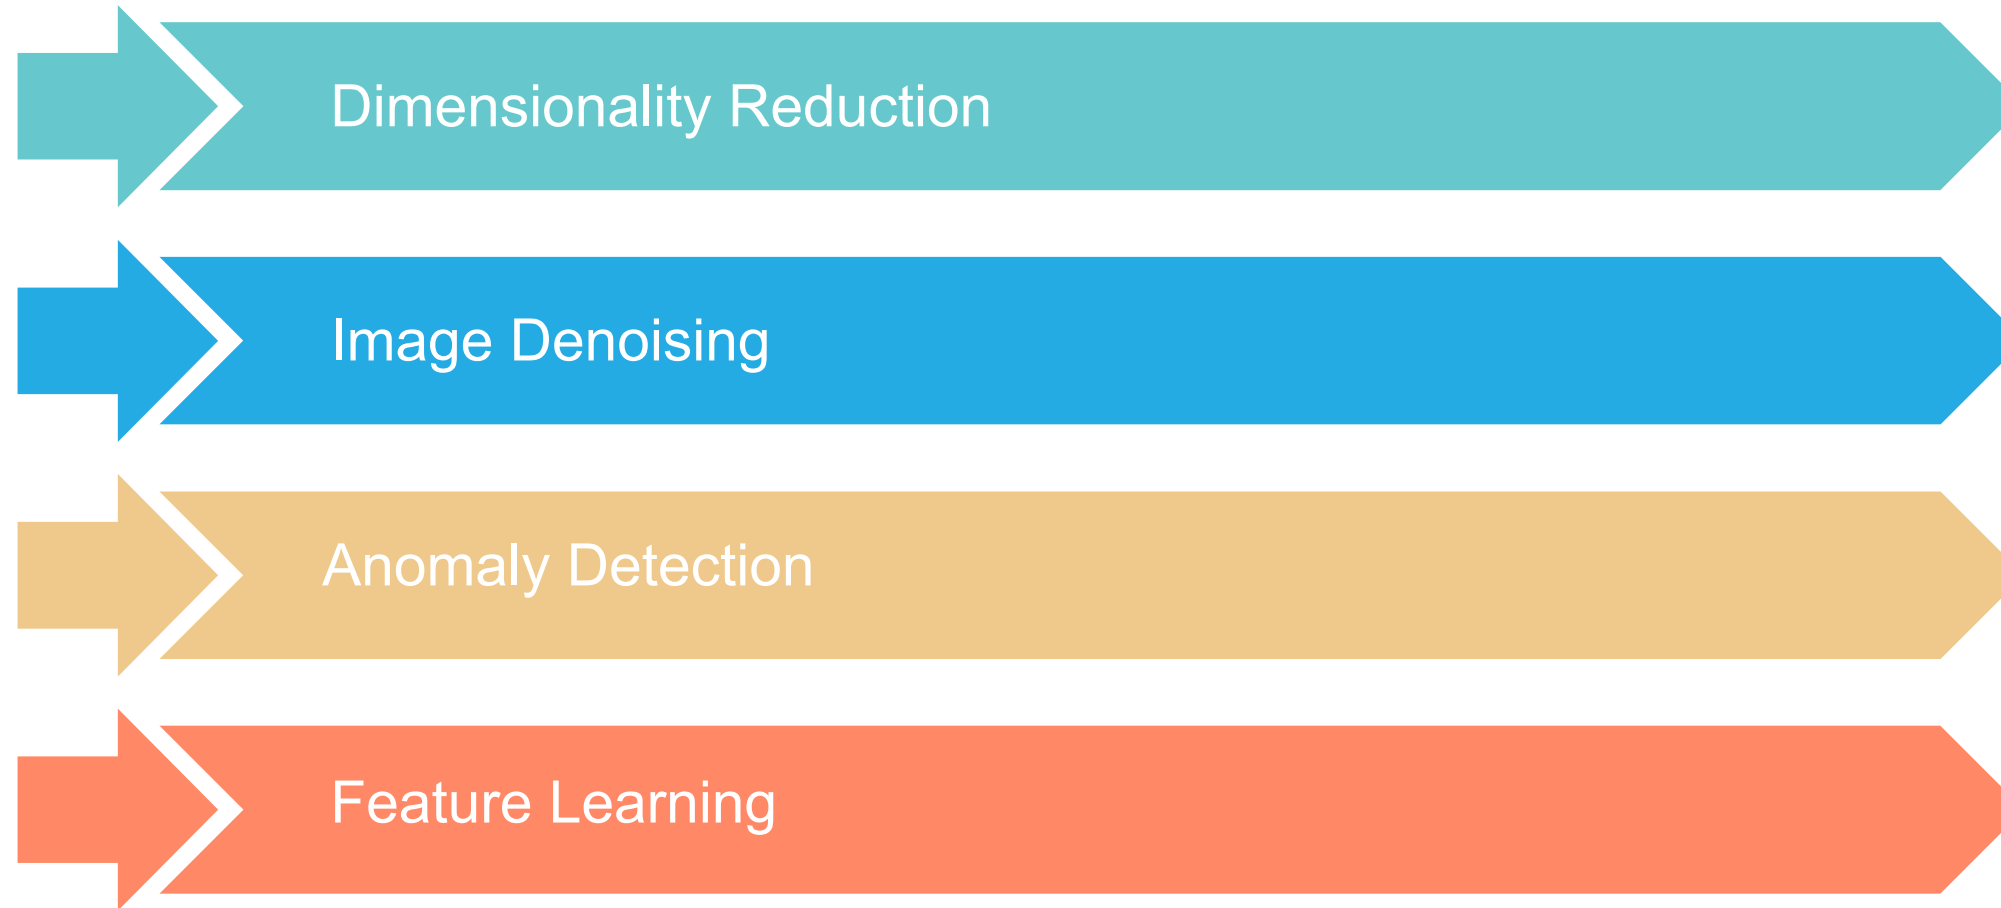 Dimensionality Reduction
Image Denoising
Anomaly Detection
Feature Learning